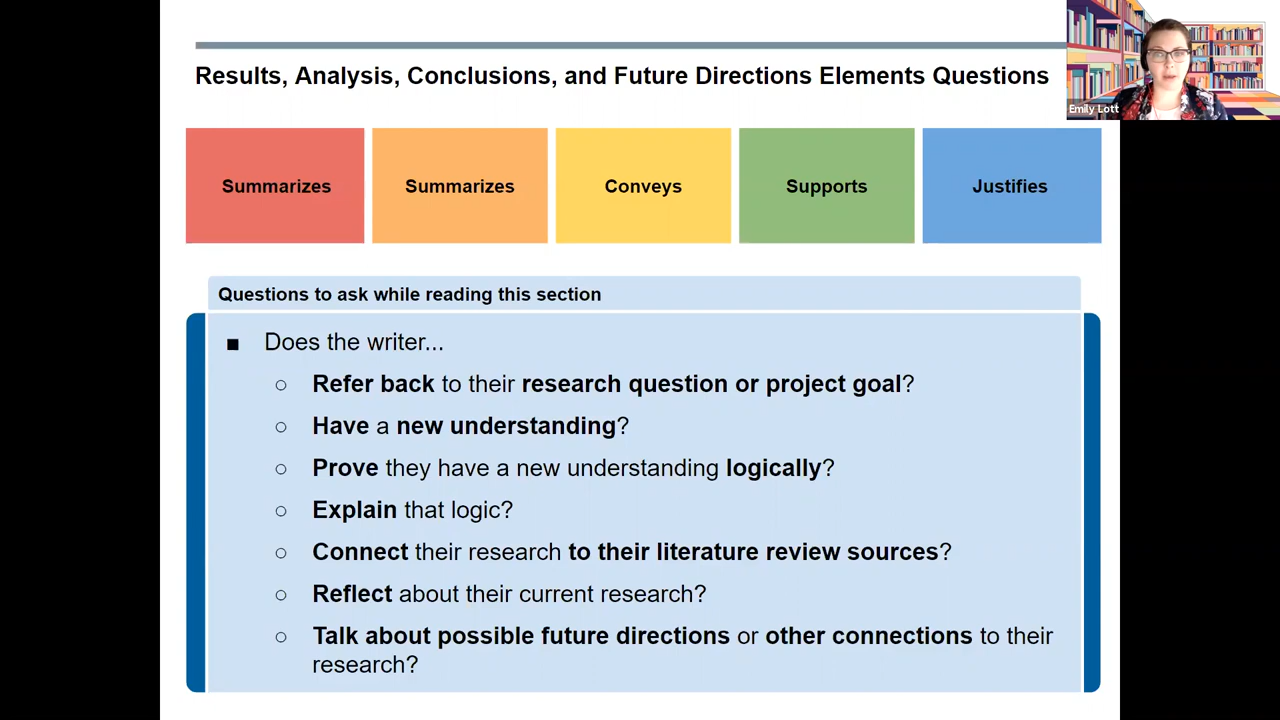 Results, Analysis, Conclusions, and Future Directions Elements Questions
Emily Lott
Summarizes
Summarizes
Conveys
Supports
Justifies
Questions to ask while reading this section
■ Does the writer...
○ Refer back to their research question or project goal?
○ Have a new understanding?
○ Prove they have a new understanding logically?
○ Explain that logic?
○ Connect their research to their literature review sources?
○ Reflect about their current research?
○ Talk about possible future directions or other connections to their
research?